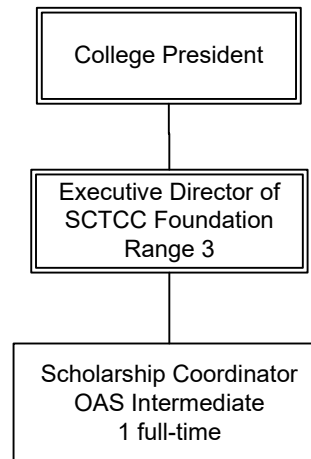 College President
Executive Director of
SCTCC Foundation
Range 3
Scholarship Coordinator
OAS Intermediate
1 full-time